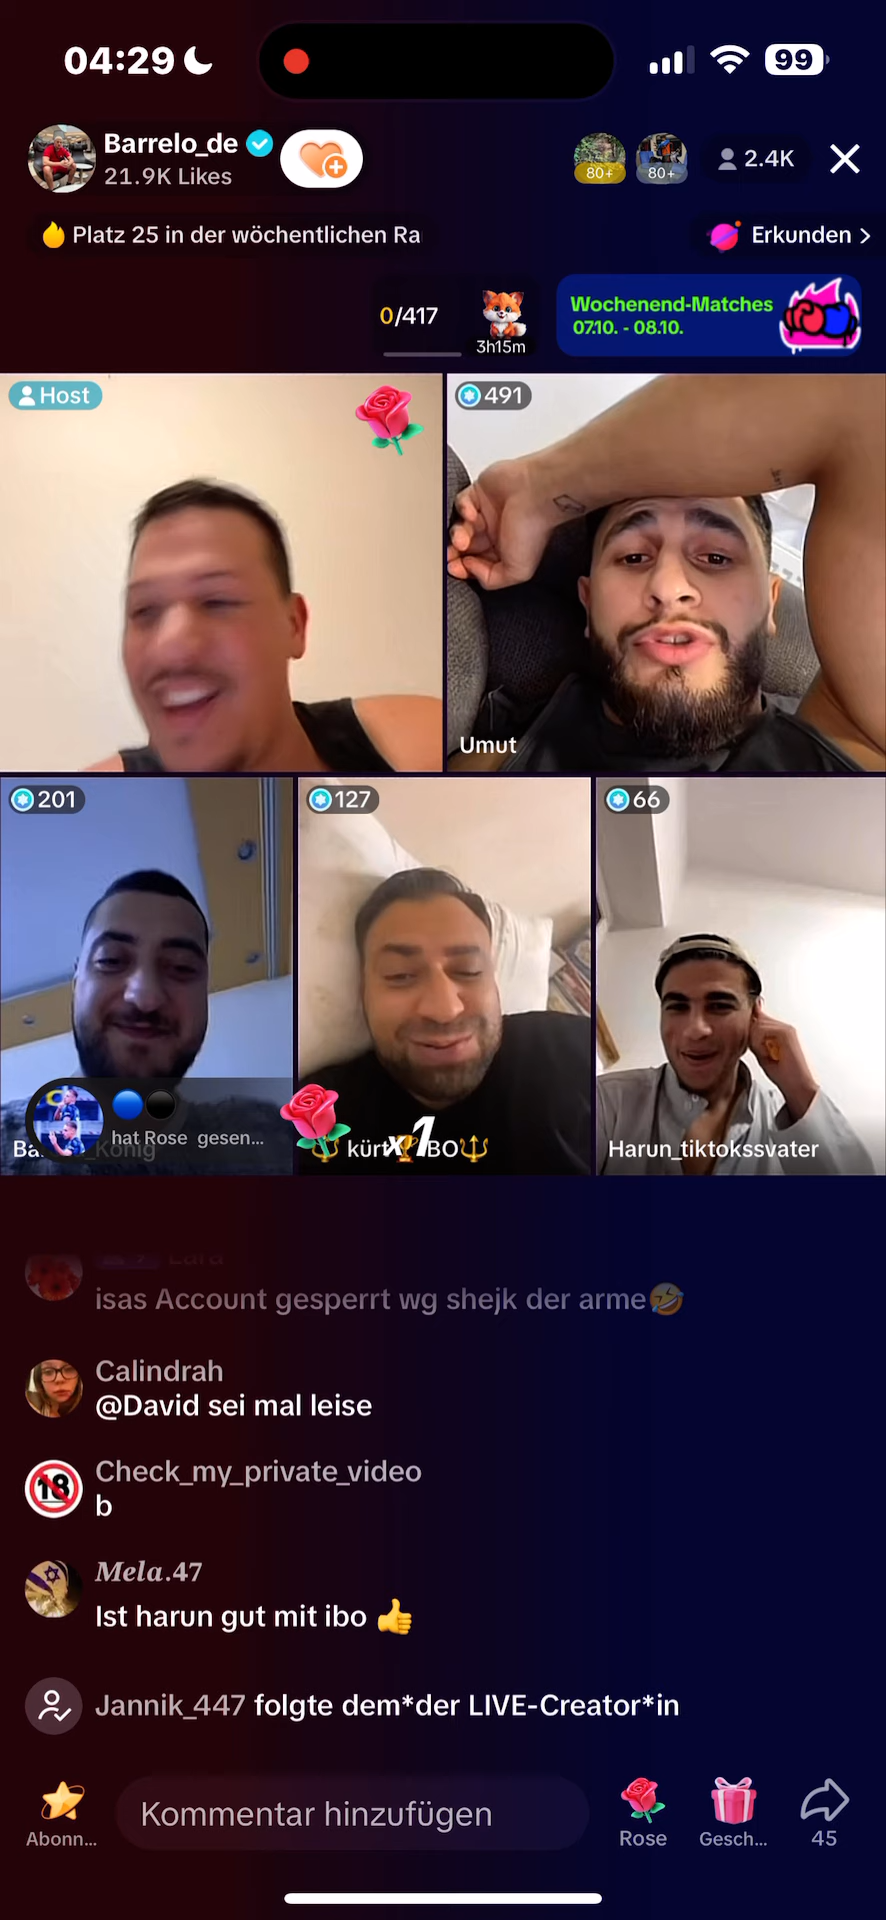 04:29
99
Barrelo_de
21.9K Likes
80+
80+
2.4K
Platz 25 in der wöchentlichen Ra
Erkunden >
0/417
3h15m
Wochenend-Matches
07.10. - 08.10.
Host
491
Umut
201
127
66
hat Rose gesen...
x1
Harun_tiktokssvater
isas Account gesperrt wg shejk der arme🤣
Calindrah
@David sei mal leise
18
Check_my_private_video
b
Mela.47
Ist harun gut mit ibo 👍
Jannik_447 folgte dem*der LIVE-Creator*in
Abonn...
Kommentar hinzufügen
Rose
Gesch...
45